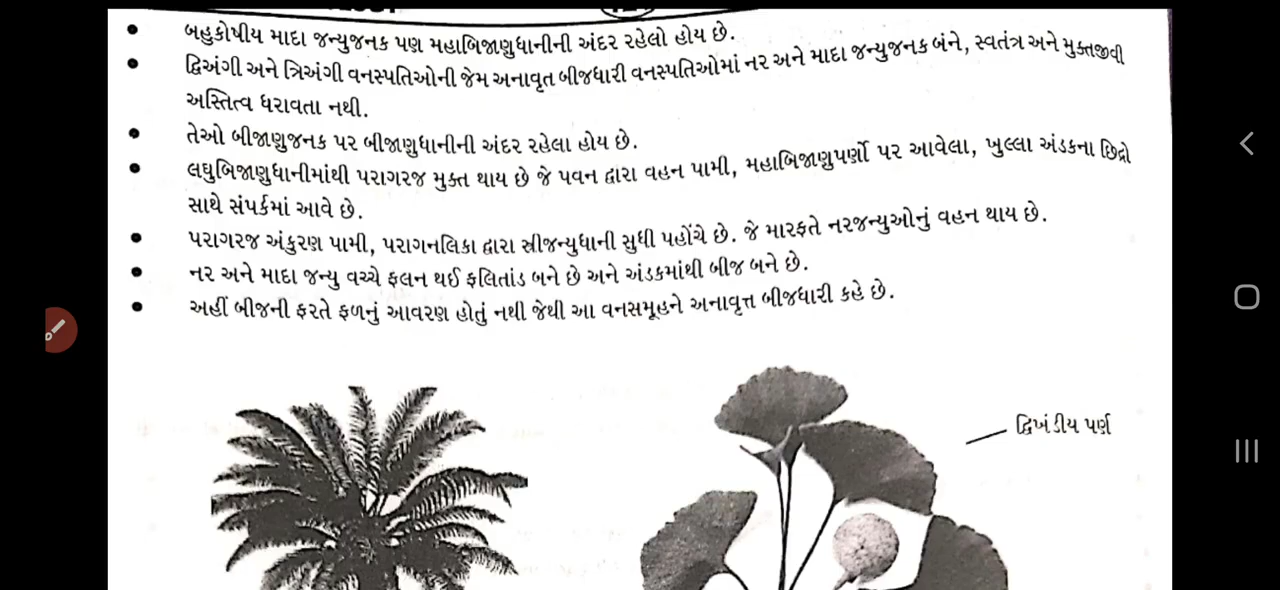 બહુકોષીય માદા જન્યુજનક પણ મહાબિજાણુધાનીની અંદર રહેલો હોય છે.
દ્વિઅંગી અને ત્રિઅંગી વનસ્પતિઓની જેમ અનાવૃત બીજધારી વનસ્પતિઓમાં નર અને માદા જન્યુજનક બંને, સ્વતંત્ર અને મુક્તજીવી
અસ્તિત્વ ધરાવતા નથી.
તેઓ બીજાણુજનક પર બીજાણુધાનીની અંદર રહેલા હોય છે.
લઘુબિજાણુધાનીમાંથી પરાગરજ મુક્ત થાય છે જે પવન દ્વારા વહન પામી, મહાબિજાણુપર્ણો પર આવેલા, ખુલ્લા અંડકના છિદ્રો
સાથે સંપર્કમાં આવે છે.
પરાગરજ અંકુરણ પામી, પરાગનલિકા દ્વારા સ્ત્રીજન્યુધાની સુધી પહોંચે છે. જે મારફતે નરજન્યુઓનું વહન થાય છે.
નર અને માદા જન્યુ વચ્ચે ફલન થઈ ફલિતાંડ બને છે અને અંડકમાંથી બીજ બને છે.
અહીં બીજની ફરતે ફળનું આવરણ હોતું નથી જેથી આ વનસમૂહને અનાવૃત્ત બીજધારી કહે છે.
દ્વિખંડીય પર્ણ